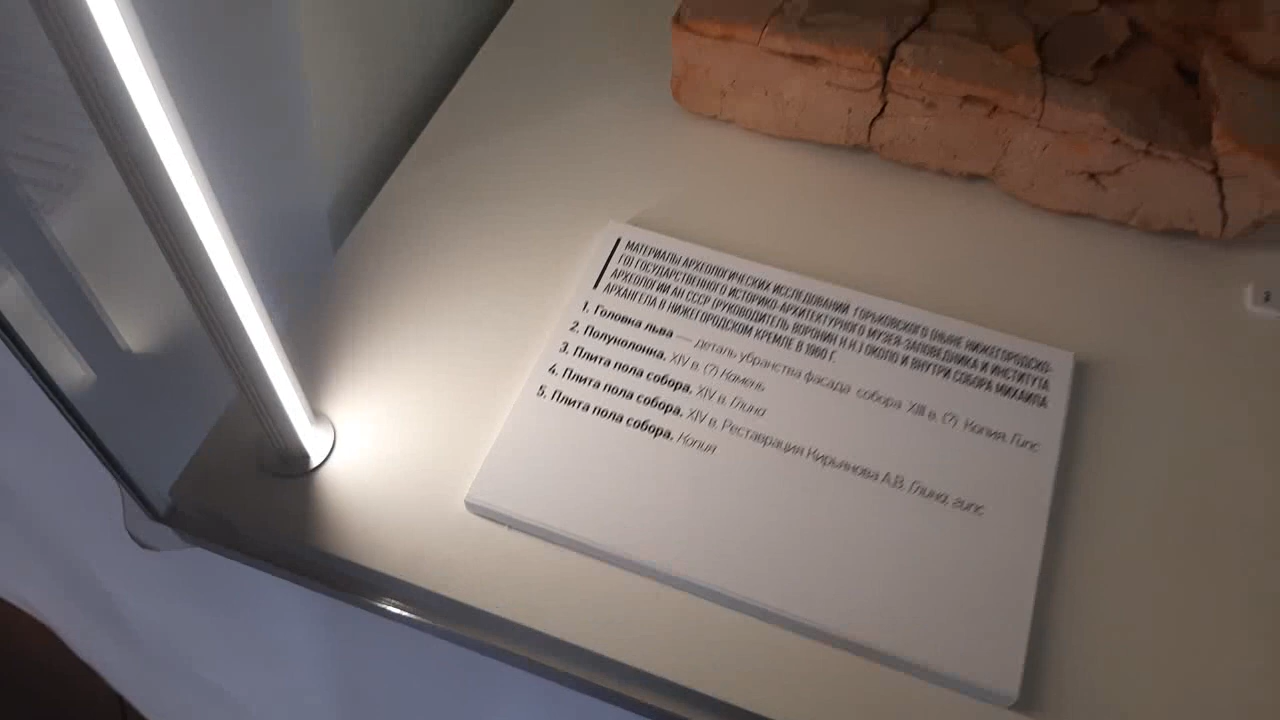 МАТЕРИАЛЫ АРХЕОЛОГИЧЕСКИХ ИССЛЕДОВАНИЙ ГОРЬКОВСКОГО (НЫНЕ НИЖЕГОРОДСКО-
ГО) ГОСУДАРСТВЕННОГО ИСТОРИКО-АРХИТЕКТУРНОГО МУЗЕЯ-ЗАПОВЕДНИКА И ИНСТИТУТА
АРХЕОЛОГИИ АН СССР (РУКОВОДИТЕЛЬ ВОРОНИН Н.Н.) ОКОЛО И ВНУТРИ СОБОРА МИХАИЛА
АРХАНГЕЛА В НИЖЕГОРОДСКОМ КРЕМЛЕ В 1960 Г.
1. Головка льва — деталь убранства фасада собора XIII в. (?). Копия. Гипс
2. Полуколонка. XIV в. (?) Камень
3. Плита пола собора. XIV в. Глина
4. Плита пола собора. XIV в. Реставрация Кирьянова А.В. Глина, гипс
5. Плита пола собора. Копия